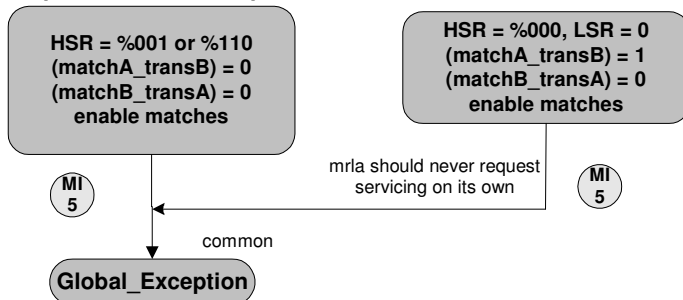 HSR = %001 or %110
(matchA_transB) = 0
(matchB_transA) = 0
enable matches
HSR = %000, LSR = 0
(matchA_transB) = 1
(matchB_transA) = 0
enable matches
mrla should never request
servicing on its own
MI
5
MI
5
common
Global_Exception